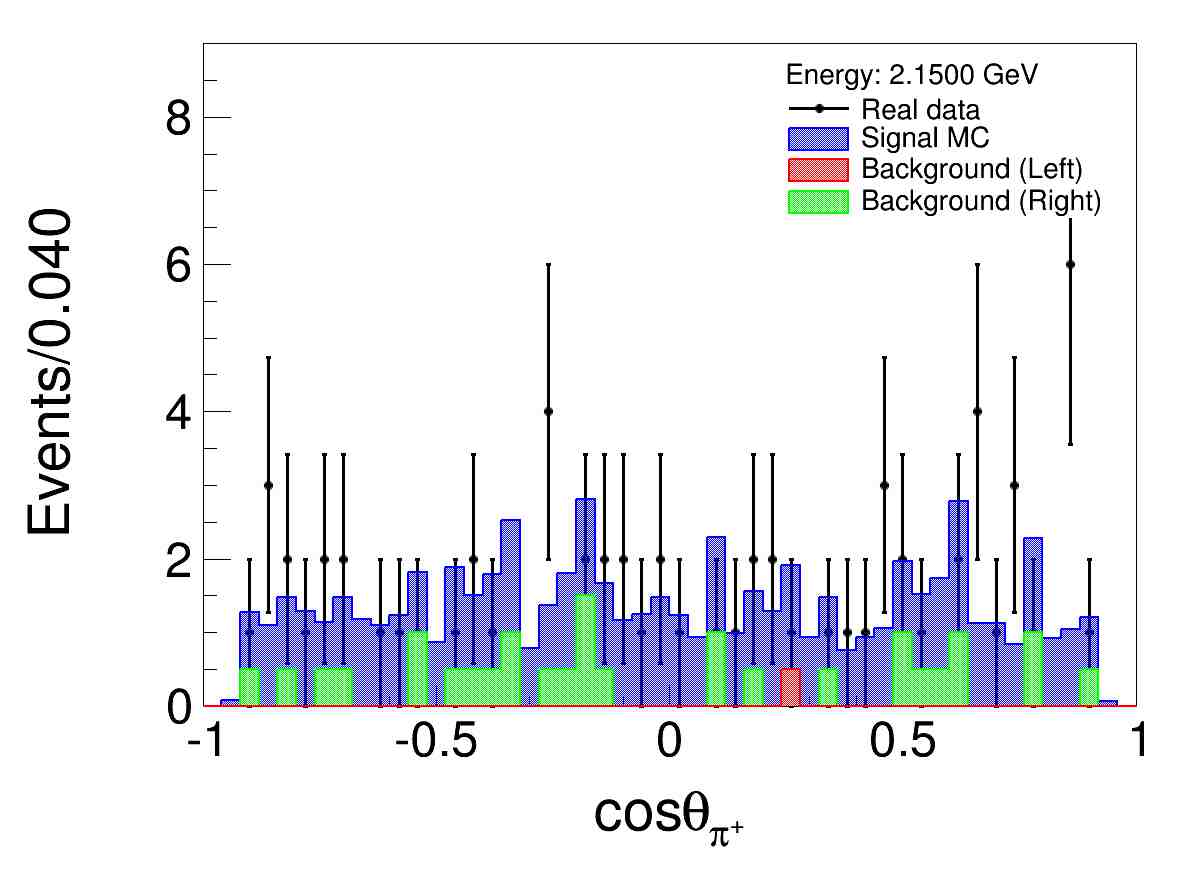 Energy: 2.1500 GeV
Real data
Signal MC
Background (Left)
Background (Right)
Events/0.040
8
6
4
2
0
-1 -0.5 0 0.5 1
cosθπ+